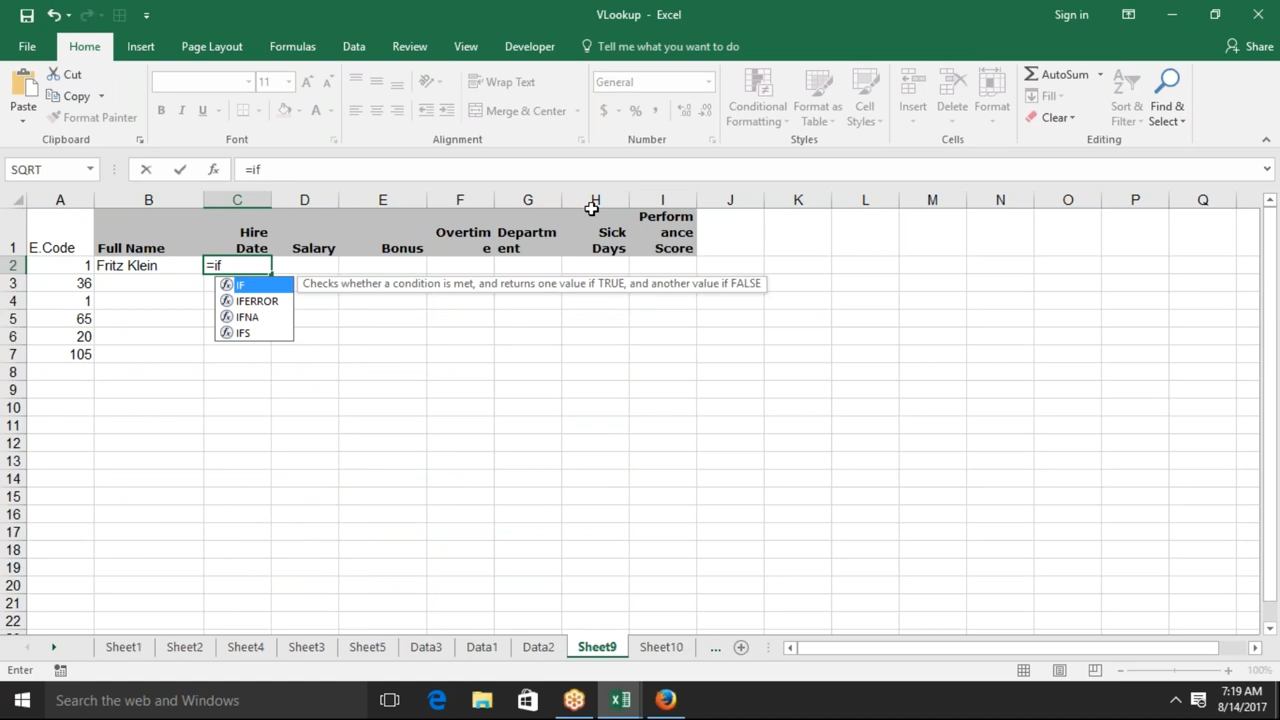 VLookup - Excel
Sign in
File Home Insert Page Layout Formulas Data Review View Developer Tell me what you want to do Share
Paste
Cut
Copy
Format Painter
Clipboard
11
B I U
A
Font
Wrap Text
Merge & Center
Alignment
General
$ % ,
Number
Conditional Formatting
Format as Table
Cell Styles
Styles
Insert
Delete
Format
Cells
AutoSum
Fill
Clear
Sort & Filter
Find & Select
Editing
SQRT =if
A B C D E F G H I J K L M N O P Q
1 E.Code Full Name Hire Date Salary Bonus Overtime Department Sick Days Performance Score
2 1 Fritz Klein =if
3 36
4 1
5 65
6 20
7 105
8
9
10
11
12
13
14
15
16
17
18
19
20
21
22
IF
IFERROR
IFNA
IFS
Checks whether a condition is met, and returns one value if TRUE, and another value if FALSE
Sheet1 Sheet2 Sheet4 Sheet3 Sheet5 Data3 Data1 Data2 Sheet9 Sheet10 ...
Enter
100%
Search the web and Windows
7:19 AM
8/14/2017